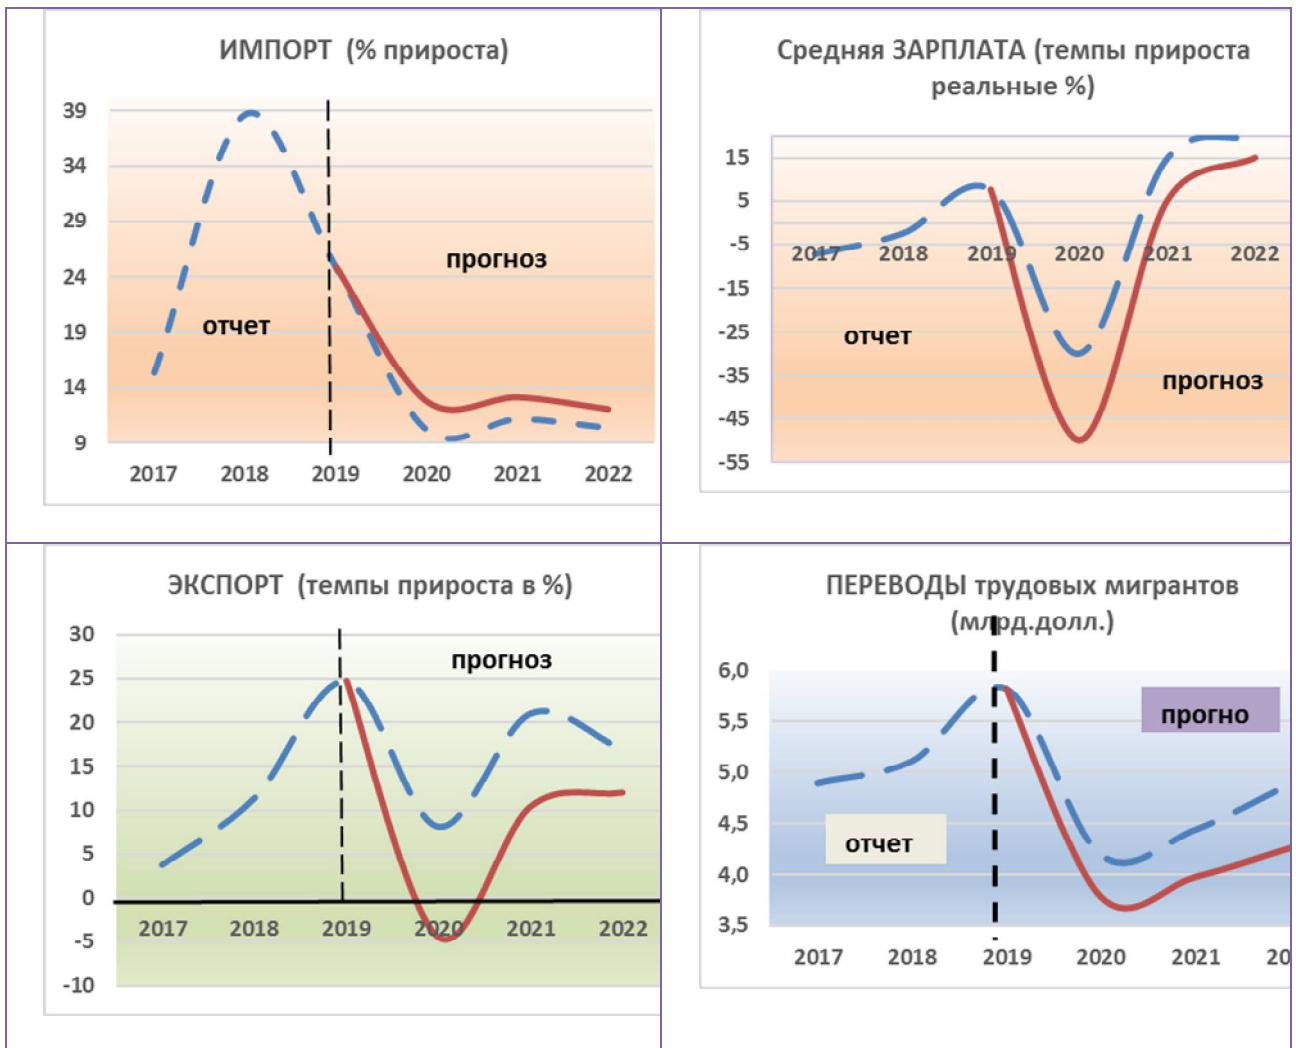 ИМПОРТ (% прироста)
39
34
29
24
19
14
9
прогноз
отчет
2017 2018 2019 2020 2021 2022
Средняя ЗАРПЛАТА (темпы прироста
реальные %)
15
5
-5
-15
-25
-35
-45
-55
2017 2018 2019 2020 2021 2022
отчет
прогноз
ЭКСПОРТ (темпы прироста в %)
30
25
20
15
10
5
0
-5
-10
прогноз
2017 2018 2019 2020 2021 2022
ПЕРЕВОДЫ трудовых мигрантов
(млрд.долл.)
6,0
5,5
5,0
4,5
4,0
3,5
прогно
отчет
2017 2018 2019 2020 2021 20